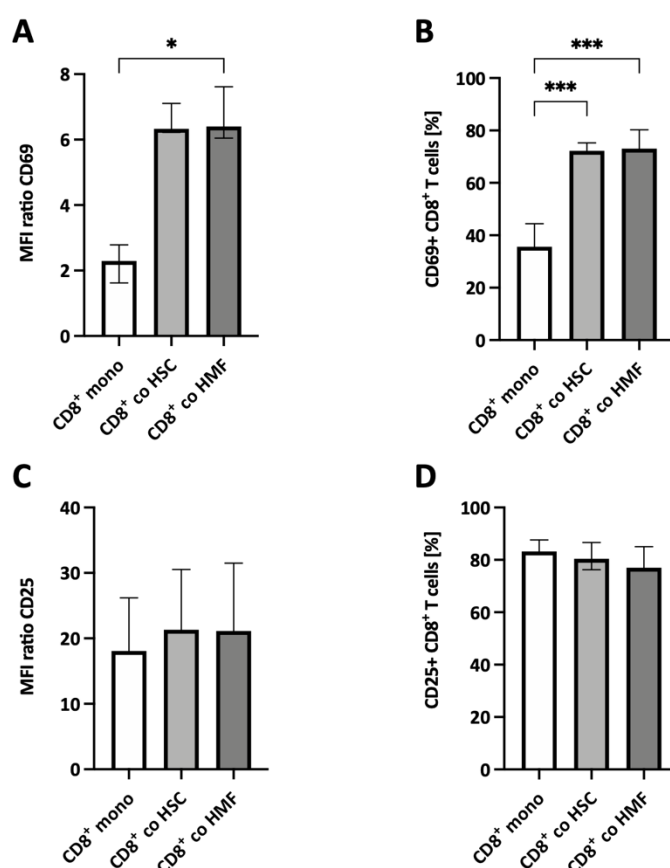 A
*
MFI ratio CD69
8
6
4
2
0
CD8⁺ mono
CD8⁺ co HSC
CD8⁺ co HMF
B
***
***
CD69+ CD8⁺ T cells [%]
100
80
60
40
20
0
CD8⁺ mono
CD8⁺ co HSC
CD8⁺ co HMF
C
MFI ratio CD25
40
30
20
10
0
CD8⁺ mono
CD8⁺ co HSC
CD8⁺ co HMF
D
CD25+ CD8⁺ T cells [%]
100
80
60
40
20
0
CD8⁺ mono
CD8⁺ co HSC
CD8⁺ co HMF